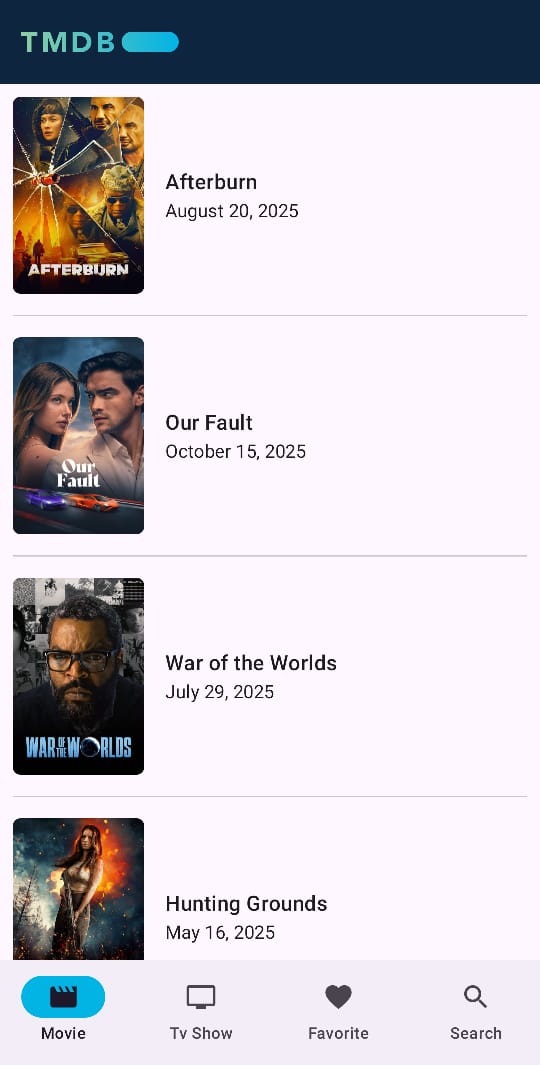 TMDB
AFTERBURN
Afterburn
August 20, 2025
Our
Fault
Our Fault
October 15, 2025
WAR OF THE WORLDS
War of the Worlds
July 29, 2025
Hunting Grounds
May 16, 2025
Movie
Tv Show
Favorite
Search